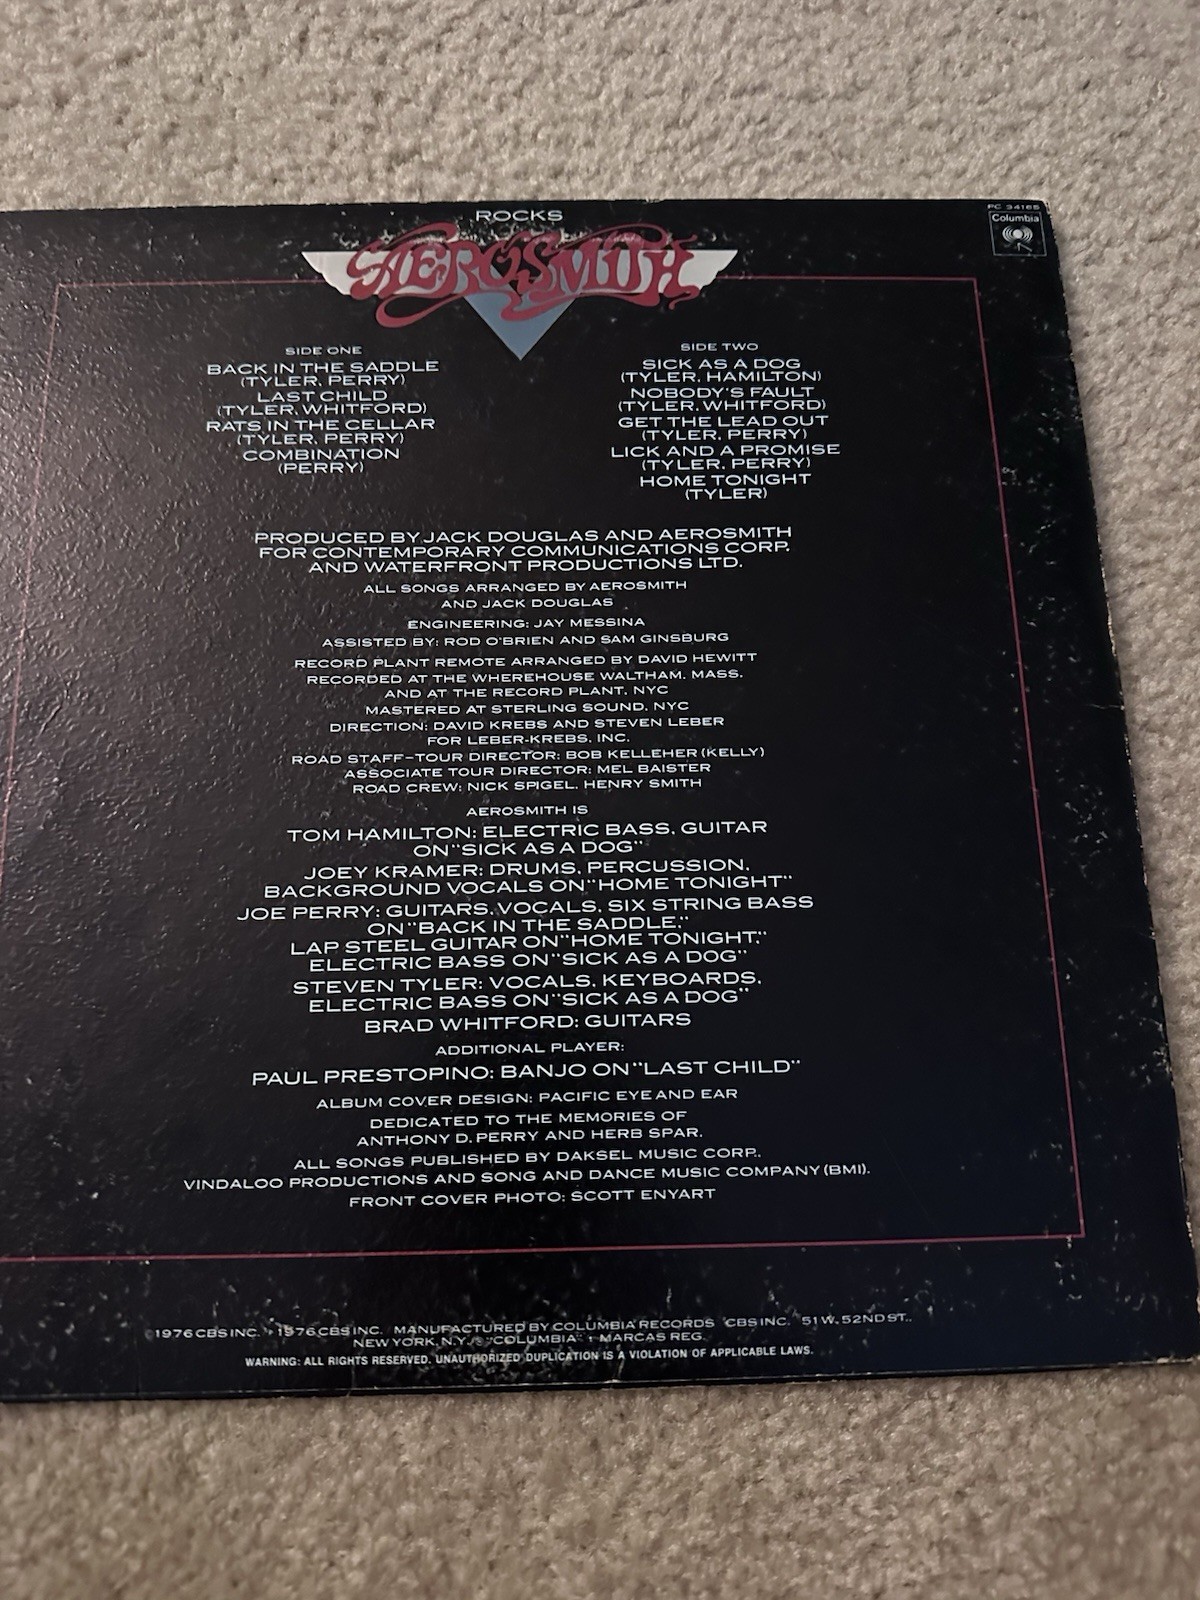 ROCKS
PC 34165
Columbia
AEROSMITH
SIDE ONE
BACK IN THE SADDLE
(TYLER, PERRY)
LAST CHILD
(TYLER, WHITFORD)
RATS IN THE CELLAR
(TYLER, PERRY)
COMBINATION
(PERRY)
SIDE TWO
SICK AS A DOG
(TYLER, HAMILTON)
NOBODY'S FAULT
(TYLER, WHITFORD)
GET THE LEAD OUT
(TYLER, PERRY)
LICK AND A PROMISE
(TYLER, PERRY)
HOME TONIGHT
(TYLER)
PRODUCED BY JACK DOUGLAS AND AEROSMITH
FOR CONTEMPORARY COMMUNICATIONS CORP.
AND WATERFRONT PRODUCTIONS LTD.
ALL SONGS ARRANGED BY AEROSMITH
AND JACK DOUGLAS
ENGINEERING: JAY MESSINA
ASSISTED BY: ROD O'BRIEN AND SAM GINSBURG
RECORD PLANT REMOTE ARRANGED BY DAVID HEWITT
RECORDED AT THE WHEREHOUSE WALTHAM, MASS.
AND AT THE RECORD PLANT, NYC
MASTERED AT STERLING SOUND, NYC
DIRECTION: DAVID KREBS AND STEVEN LEBER
FOR LEBER-KREBS, INC.
ROAD STAFF-TOUR DIRECTOR: BOB KELLEHER (KELLY)
ASSOCIATE TOUR DIRECTOR: MEL BAISTER
ROAD CREW: NICK SPIGEL, HENRY SMITH
AEROSMITH IS
TOM HAMILTON: ELECTRIC BASS, GUITAR
ON "SICK AS A DOG"
JOEY KRAMER: DRUMS, PERCUSSION,
BACKGROUND VOCALS ON "HOME TONIGHT"
JOE PERRY: GUITARS, VOCALS, SIX STRING BASS
ON "BACK IN THE SADDLE,"
LAP STEEL GUITAR ON "HOME TONIGHT,"
ELECTRIC BASS ON "SICK AS A DOG"
STEVEN TYLER: VOCALS, KEYBOARDS,
ELECTRIC BASS ON "SICK AS A DOG"
BRAD WHITFORD: GUITARS
ADDITIONAL PLAYER:
PAUL PRESTOPINO: BANJO ON "LAST CHILD"
ALBUM COVER DESIGN: PACIFIC EYE AND EAR
DEDICATED TO THE MEMORIES OF
ANTHONY D. PERRY AND HERB SPAR.
ALL SONGS PUBLISHED BY DAKSEL MUSIC CORP.,
VINDALOO PRODUCTIONS AND SONG AND DANCE MUSIC COMPANY (BMI).
FRONT COVER PHOTO: SCOTT ENYART
© 1976 CBS INC. 1976 CBS INC. MANUFACTURED BY COLUMBIA RECORDS CBS INC. 51 W. 52ND ST.,
NEW YORK, N.Y. "COLUMBIA" MARCAS REG.
WARNING: ALL RIGHTS RESERVED. UNAUTHORIZED DUPLICATION IS A VIOLATION OF APPLICABLE LAWS.